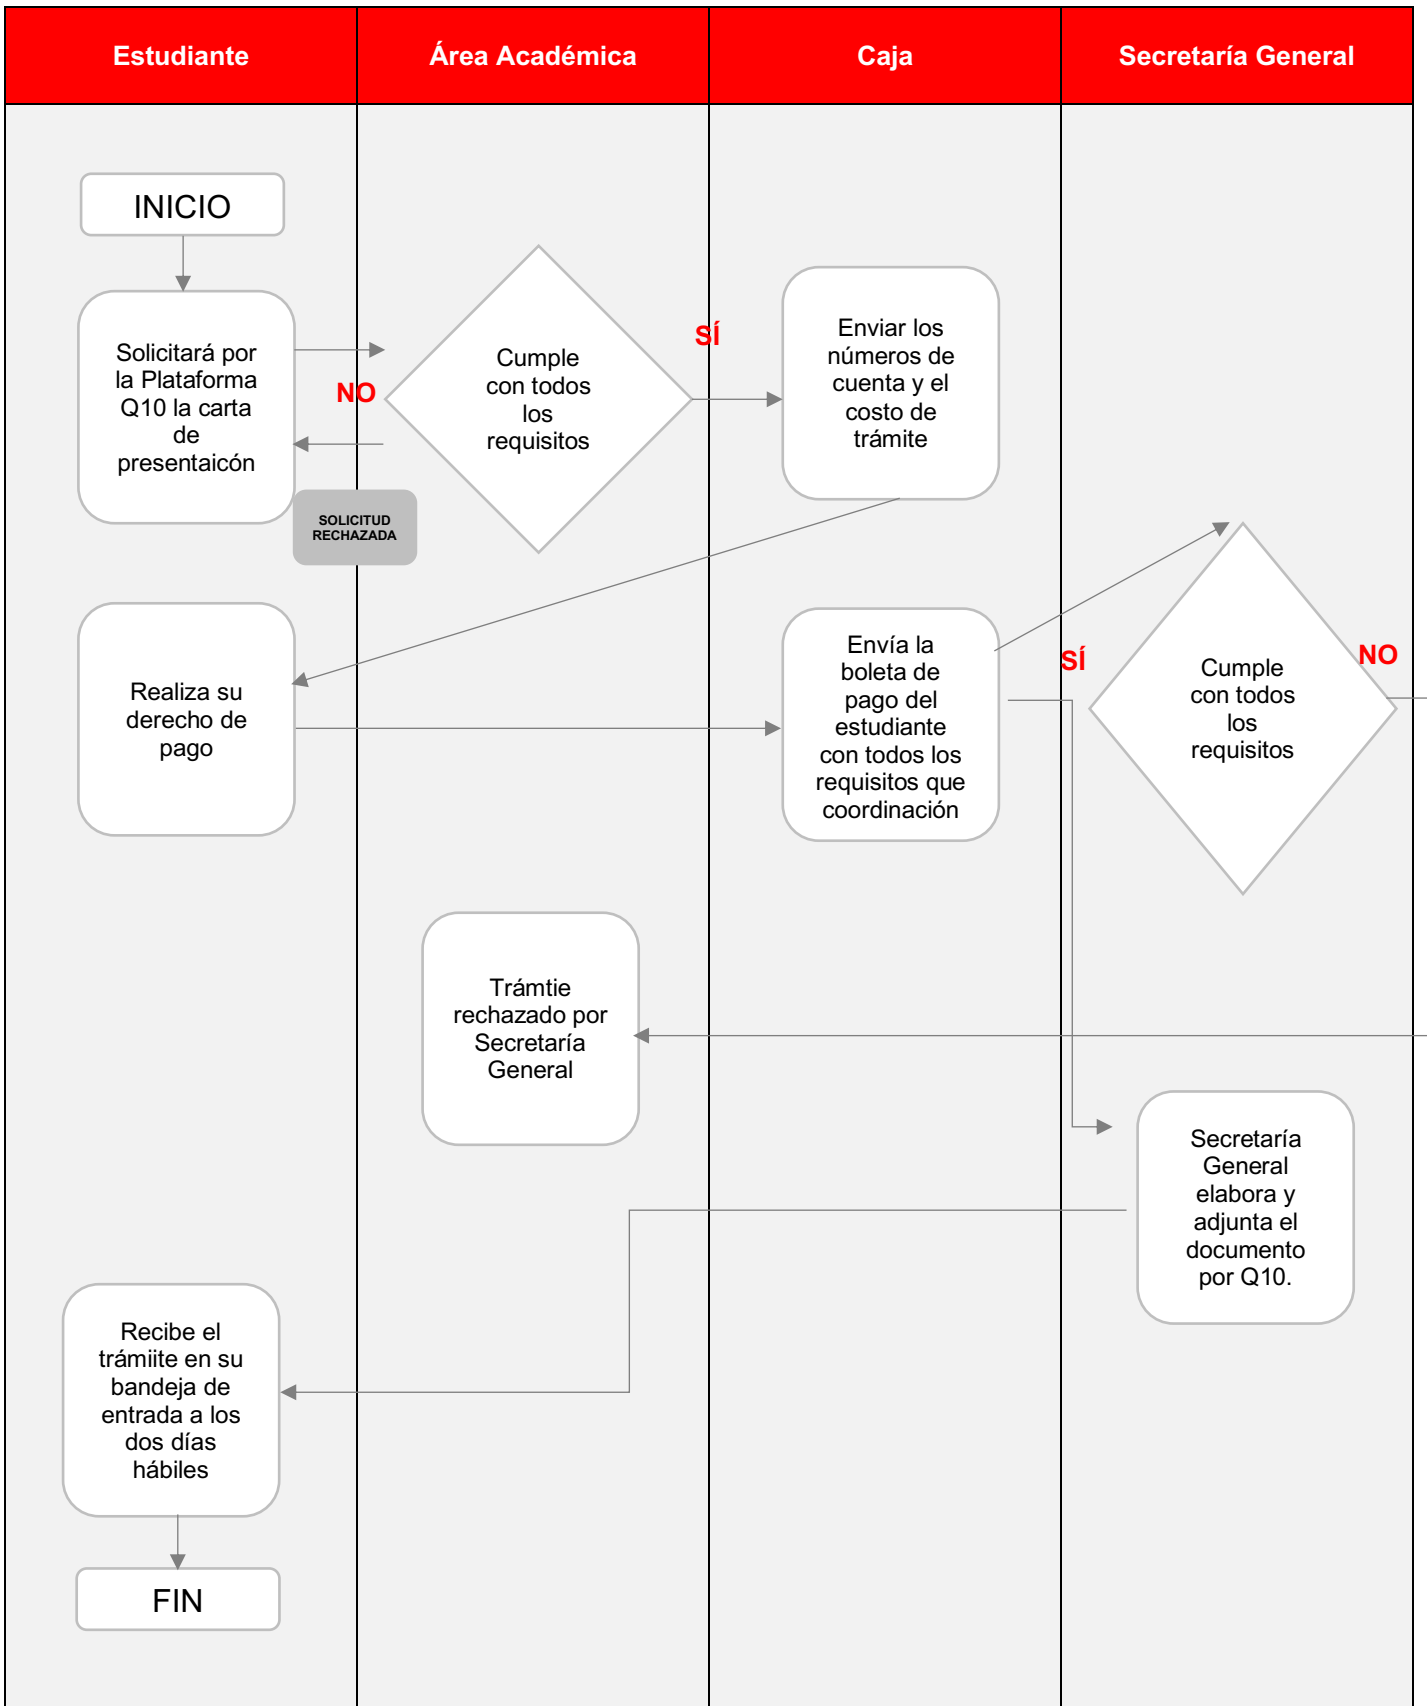 Estudiante
Área Académica
Caja
Secretaría General
INICIO
Solicitará por
la Plataforma
Q10 la carta
de
presentaicón
NO
SOLICITUD
RECHAZADA
Cumple
con todos
los
requisitos
SÍ
Enviar los
números de
cuenta y el
costo de
trámite
Realiza su
derecho de
pago
Envía la
boleta de
pago del
estudiante
con todos los
requisitos que
coordinación
SÍ
Cumple
con todos
los
requisitos
NO
Trámtie
rechazado por
Secretaría
General
Secretaría
General
elabora y
adjunta el
documento
por Q10.
Recibe el
trámiite en su
bandeja de
entrada a los
dos días
hábiles
FIN